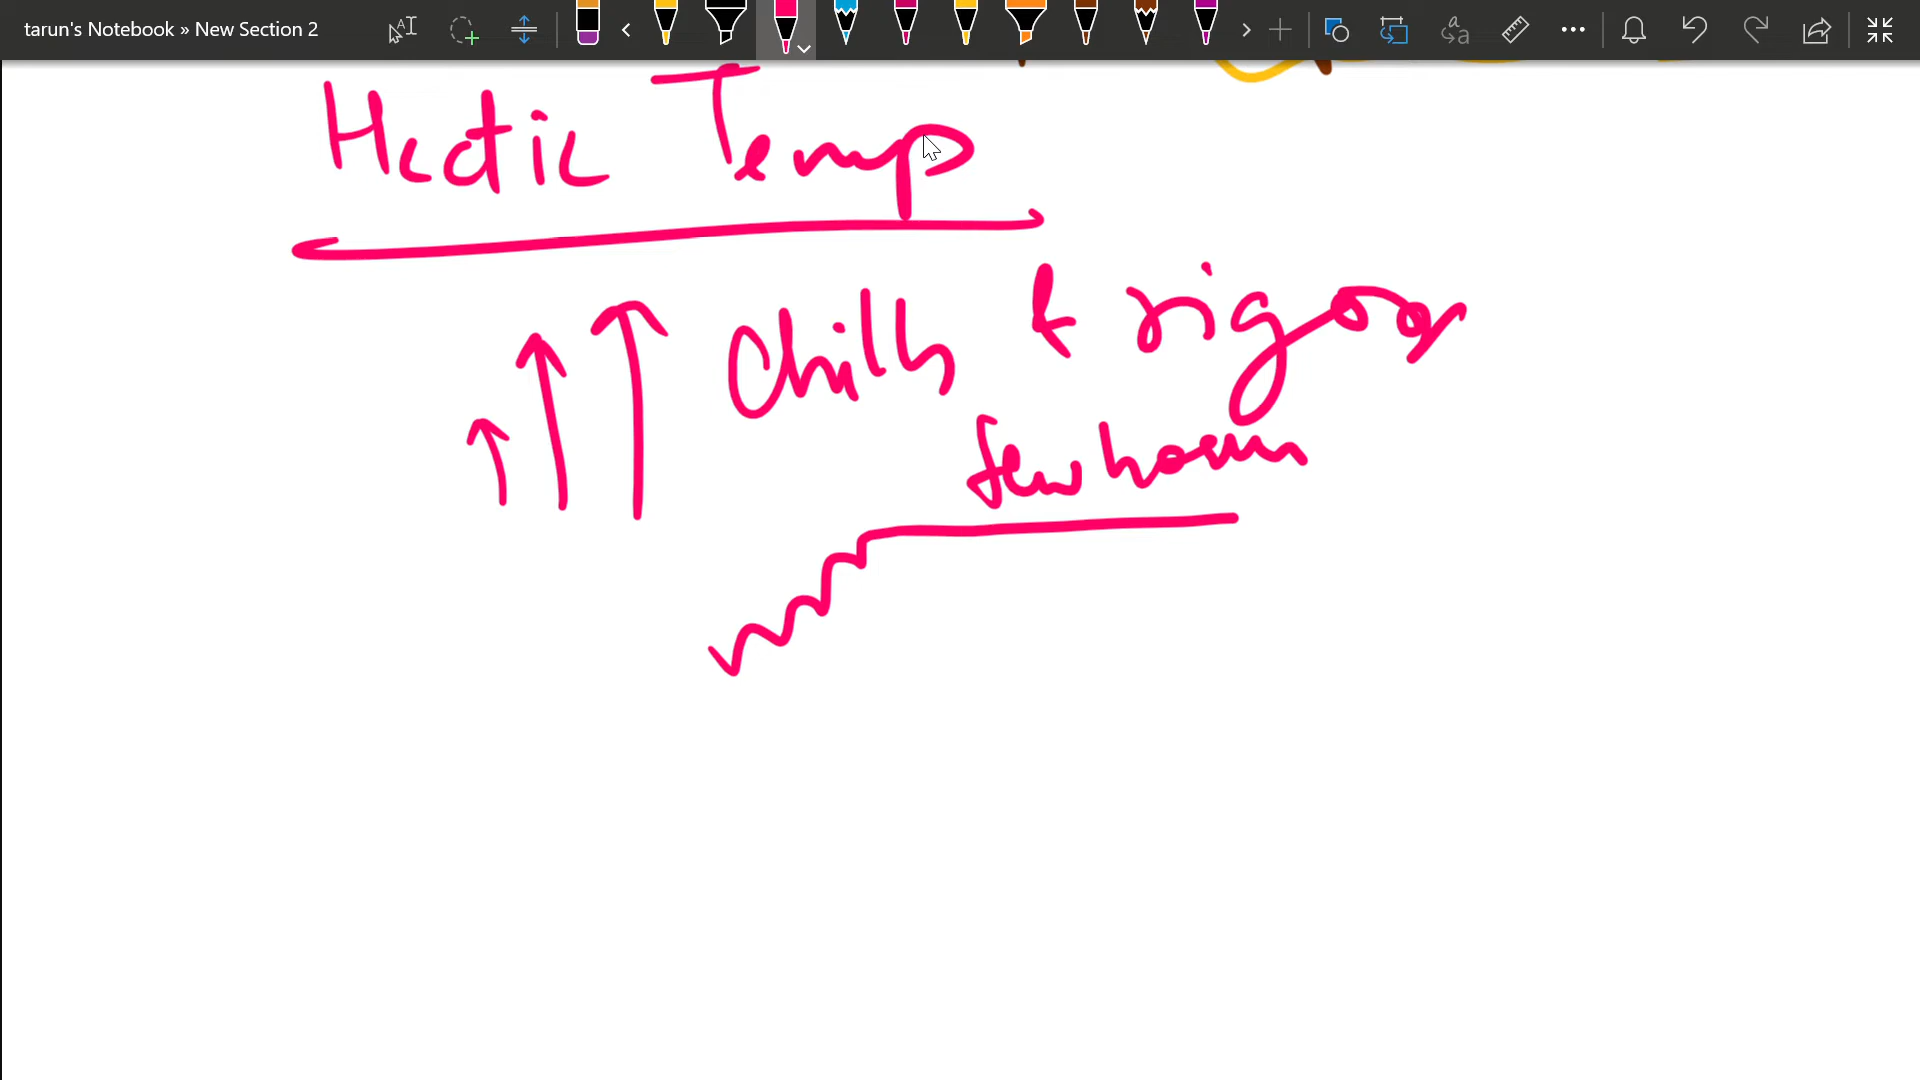 tarun's Notebook » New Section 2
Hectic Temp
Chills & rigor
few hours